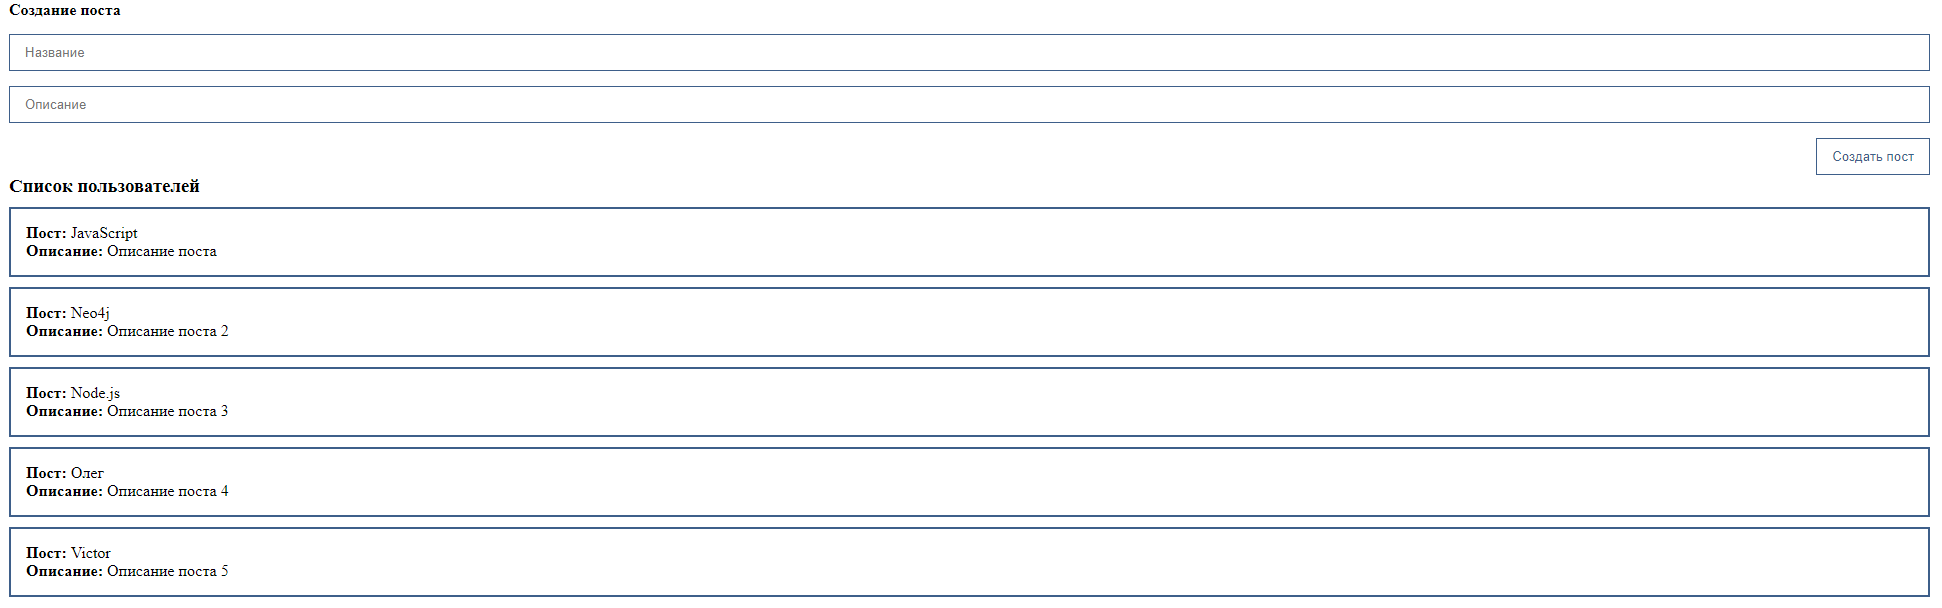 Создание поста
Название
Описание
Создать пост
Список пользователей
Пост: JavaScript
Описание: Описание поста
Пост: Neo4j
Описание: Описание поста 2
Пост: Node.js
Описание: Описание поста 3
Пост: Олег
Описание: Описание поста 4
Пост: Victor
Описание: Описание поста 5